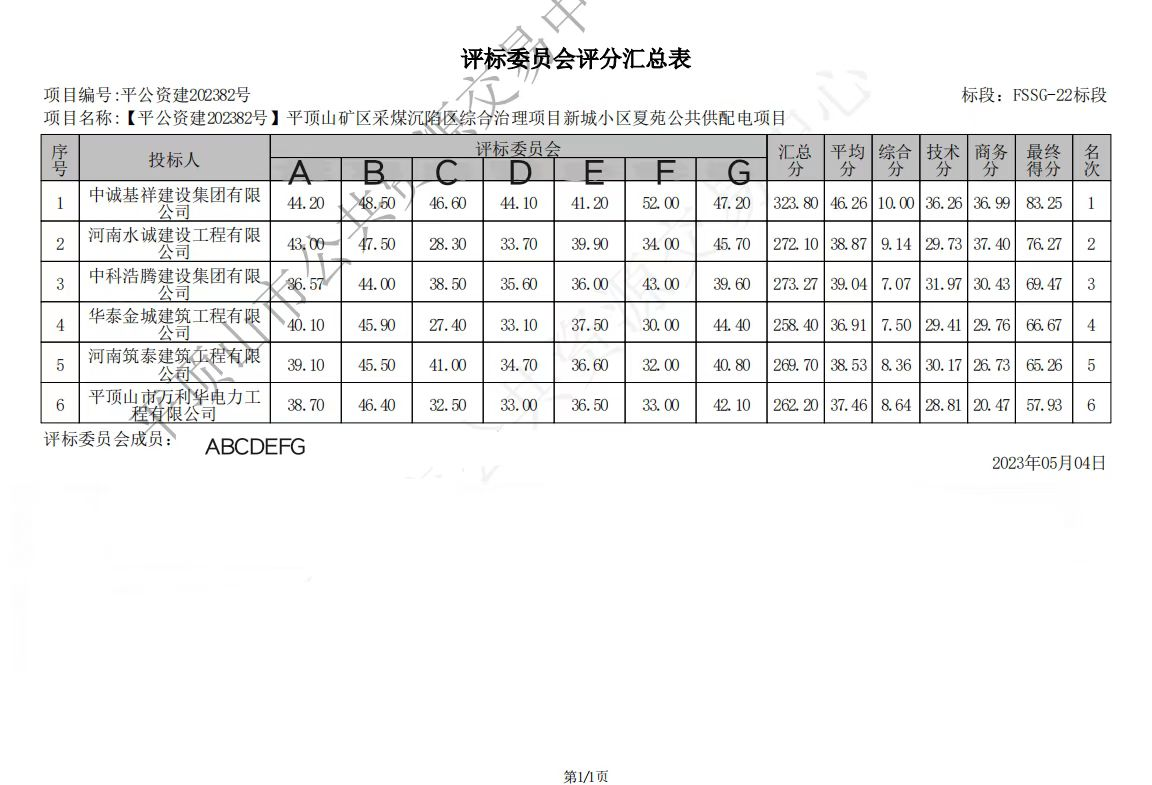 评标委员会评分汇总表
项目编号:平公资建202382号 标段: FSSG-22标段
项目名称:【平公资建202382号】平顶山矿区采煤沉陷区综合治理项目新城小区夏苑公共供配电项目
序号 投标人 评标委员会 汇总分 平均分 综合分 技术分 商务分 最终得分 名次
A B C D E F G
1 中诚基祥建设集团有限公司 44.20 48.50 46.60 44.10 41.20 52.00 47.20 323.80 46.26 10.00 36.26 36.99 83.25 1
2 河南水诚建设工程有限公司 43.00 47.50 28.30 33.70 39.90 34.00 45.70 272.10 38.87 9.14 29.73 37.40 76.27 2
3 中科浩腾建设集团有限公司 36.57 44.00 38.50 35.60 36.00 43.00 39.60 273.27 39.04 7.07 31.97 30.43 69.47 3
4 华泰金城建筑工程有限公司 40.10 45.90 27.40 33.10 37.50 30.00 44.40 258.40 36.91 7.50 29.41 29.76 66.67 4
5 河南筑泰建筑工程有限公司 39.10 45.50 41.00 34.70 36.60 32.00 40.80 269.70 38.53 8.36 30.17 26.73 65.26 5
6 平顶山市万利华电力工程有限公司 38.70 46.40 32.50 33.00 36.50 33.00 42.10 262.20 37.46 8.64 28.81 20.47 57.93 6
评标委员会成员: ABCDEFG
2023年05月04日
第1/1页
平顶山市公共资源交易中